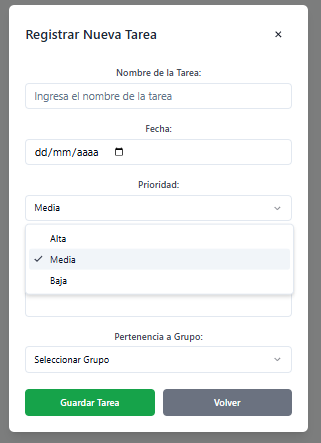 Registrar Nueva Tarea
Nombre de la Tarea:
Ingresa el nombre de la tarea
Fecha:
dd/mm/aaaa
Prioridad:
Media
Alta
Media
Baja
Pertenencia a Grupo:
Seleccionar Grupo
Guardar Tarea
Volver